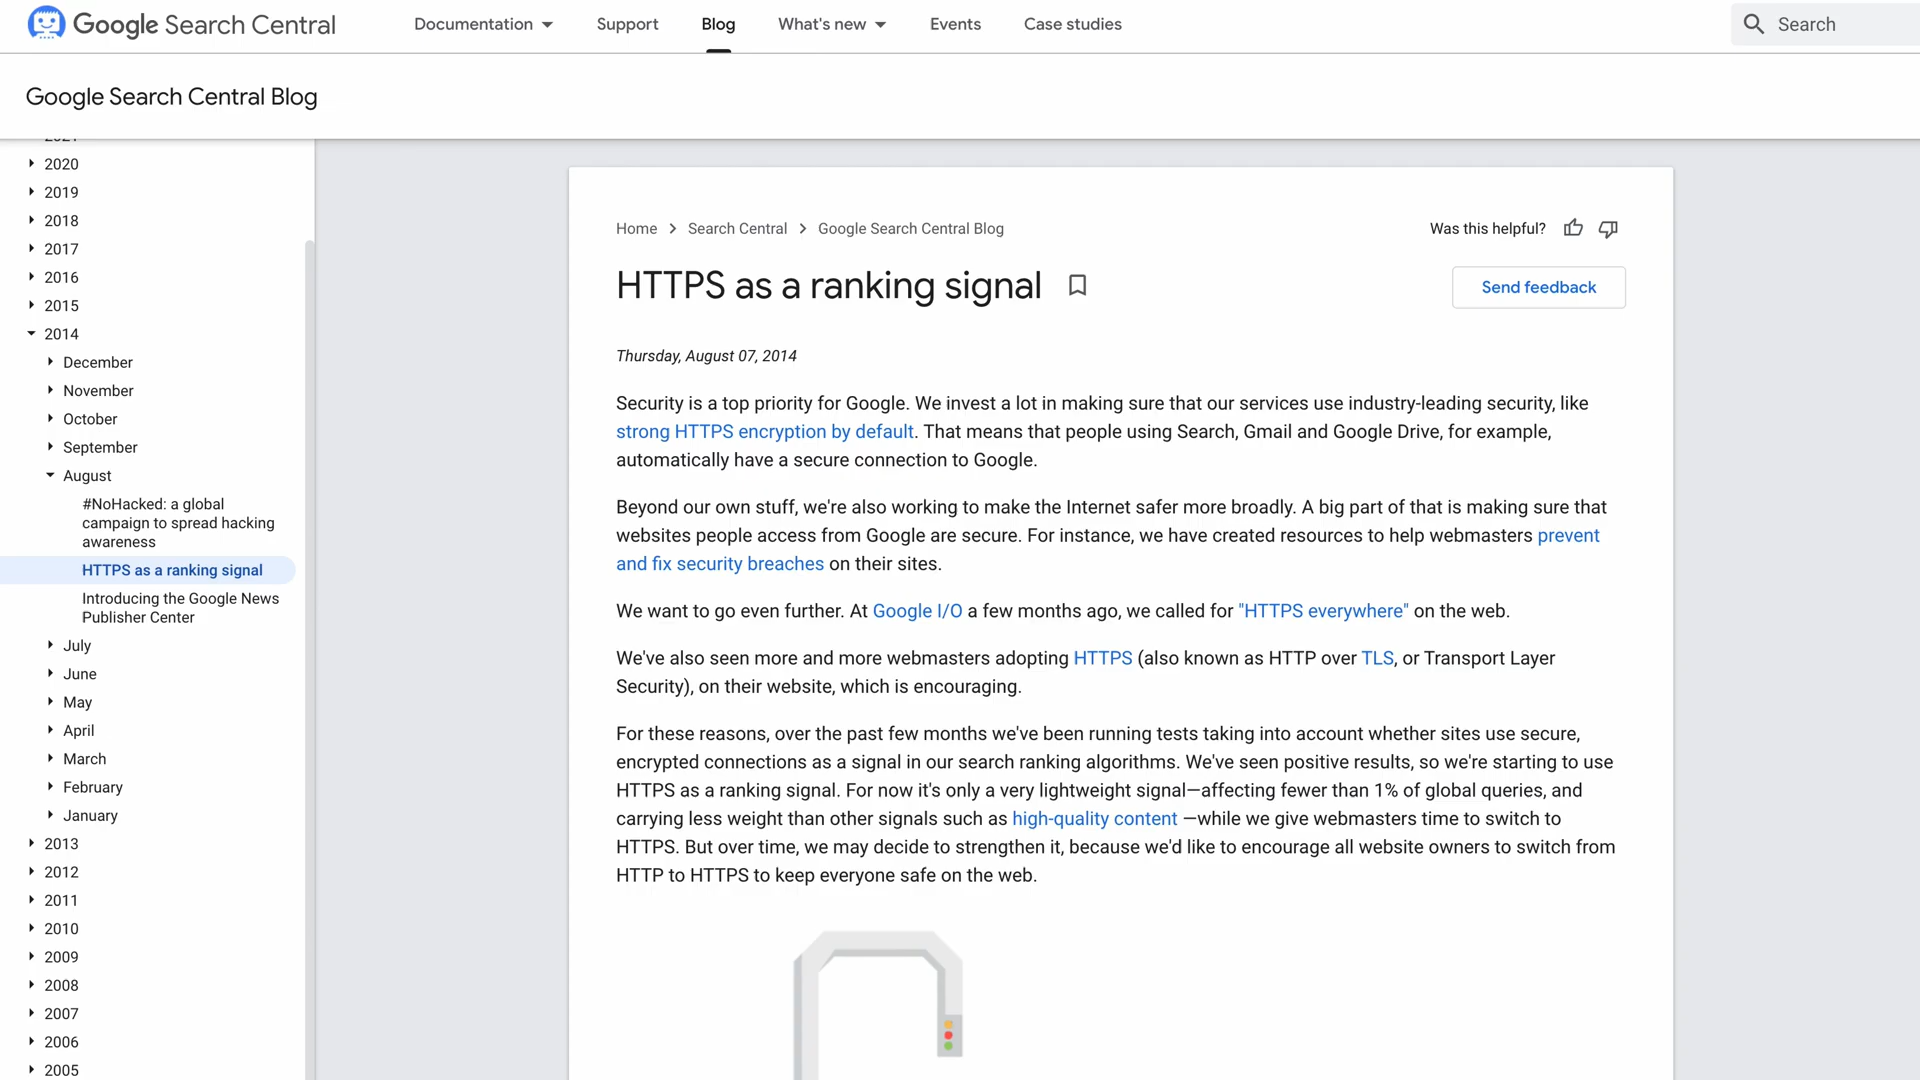 Google Search Central
Documentation
Support
Blog
What's new
Events
Case studies
Search
Google Search Central Blog
2020
2019
2018
2017
2016
2015
2014
December
November
October
September
August
#NoHacked: a global
campaign to spread hacking
awareness
HTTPS as a ranking signal
Introducing the Google News
Publisher Center
July
June
May
April
March
February
January
2013
2012
2011
2010
2009
2008
2007
2006
2005
Home
Search Central
Google Search Central Blog
Was this helpful?
HTTPS as a ranking signal
Send feedback
Thursday, August 07, 2014
Security is a top priority for Google. We invest a lot in making sure that our services use industry-leading security, like
strong HTTPS encryption by default. That means that people using Search, Gmail and Google Drive, for example,
automatically have a secure connection to Google.
Beyond our own stuff, we're also working to make the Internet safer more broadly. A big part of that is making sure that
websites people access from Google are secure. For instance, we have created resources to help webmasters prevent
and fix security breaches on their sites.
We want to go even further. At Google I/O a few months ago, we called for "HTTPS everywhere" on the web.
We've also seen more and more webmasters adopting HTTPS (also known as HTTP over TLS, or Transport Layer
Security), on their website, which is encouraging.
For these reasons, over the past few months we've been running tests taking into account whether sites use secure,
encrypted connections as a signal in our search ranking algorithms. We've seen positive results, so we're starting to use
HTTPS as a ranking signal. For now it's only a very lightweight signal—affecting fewer than 1% of global queries, and
carrying less weight than other signals such as high-quality content —while we give webmasters time to switch to
HTTPS. But over time, we may decide to strengthen it, because we'd like to encourage all website owners to switch from
HTTP to HTTPS to keep everyone safe on the web.